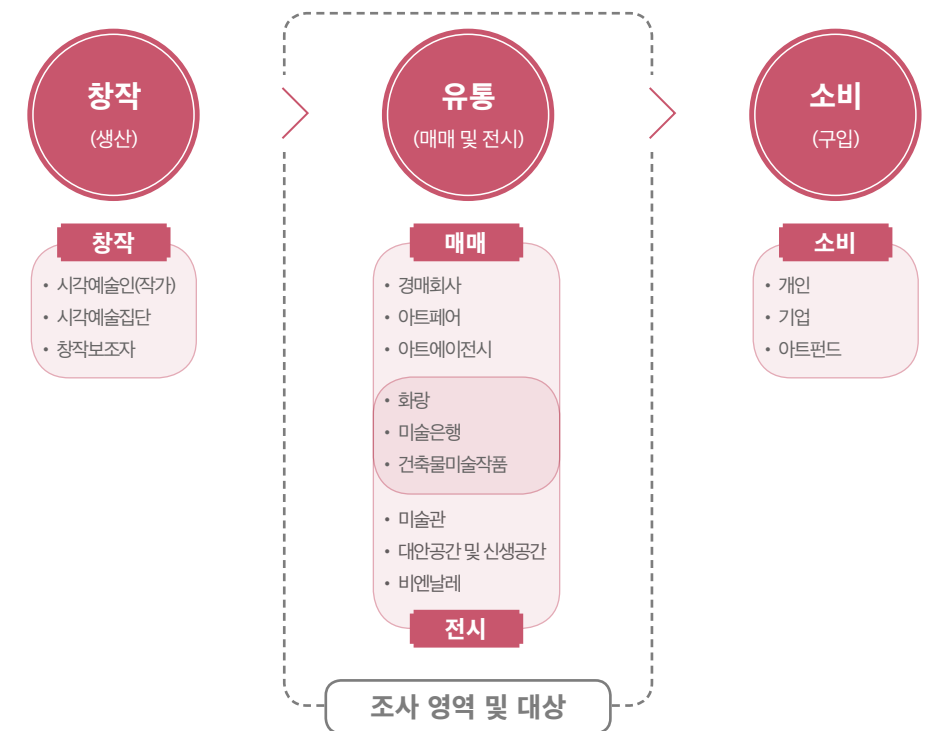 창작
(생산)
유통
(매매 및 전시)
소비
(구입)
창작
• 시각예술인(작가)
• 시각예술집단
• 창작보조자
매매
• 경매회사
• 아트페어
• 아트에이전시
• 화랑
• 미술은행
• 건축물미술작품
• 미술관
• 대안공간 및 신생공간
• 비엔날레
전시
소비
• 개인
• 기업
• 아트펀드
조사 영역 및 대상